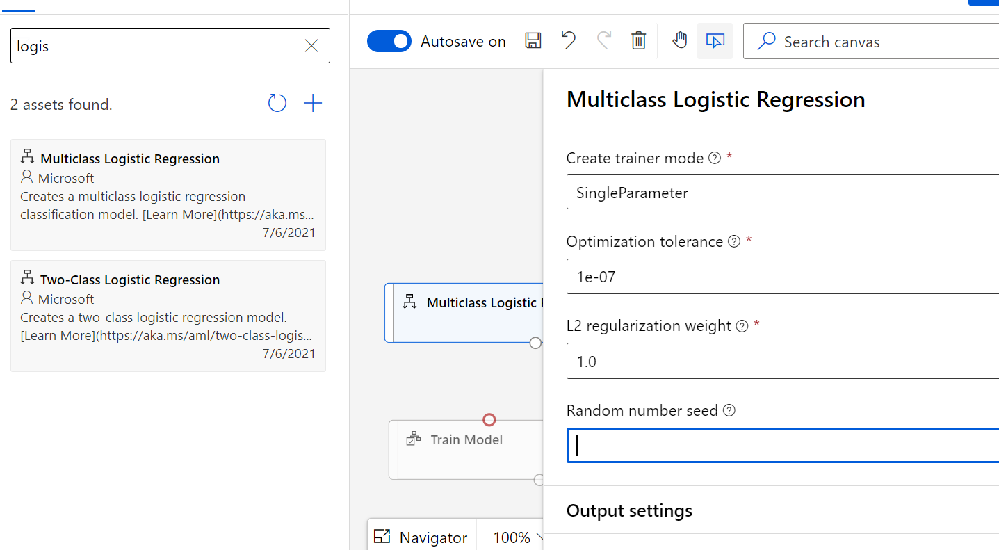 logis
2 assets found.
Multiclass Logistic Regression
Microsoft
Creates a multiclass logistic regression
classification model. [Learn More](https://aka.ms...
7/6/2021
Two-Class Logistic Regression
Microsoft
Creates a two-class logistic regression model.
[Learn More](https://aka.ms/aml/two-class-logis...
7/6/2021
Autosave on
Search canvas
Multiclass Logistic
Train Model
Navigator
100%
Multiclass Logistic Regression
Create trainer mode ? *
SingleParameter
Optimization tolerance ? *
1e-07
L2 regularization weight ? *
1.0
Random number seed ?
Output settings